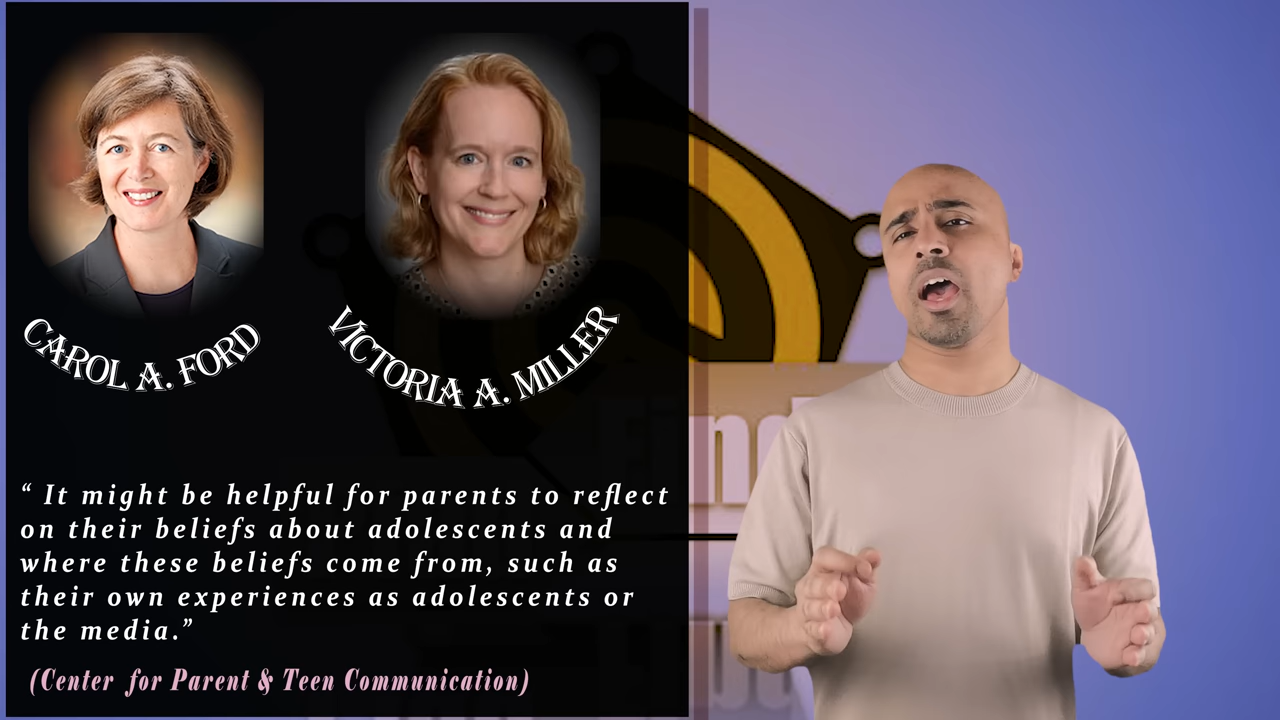 CAROL A. FORD
VICTORIA A. MILLER
“ It might be helpful for parents to reflect
on their beliefs about adolescents and
where these beliefs come from, such as
their own experiences as adolescents or
the media.”
(Center for Parent & Teen Communication)